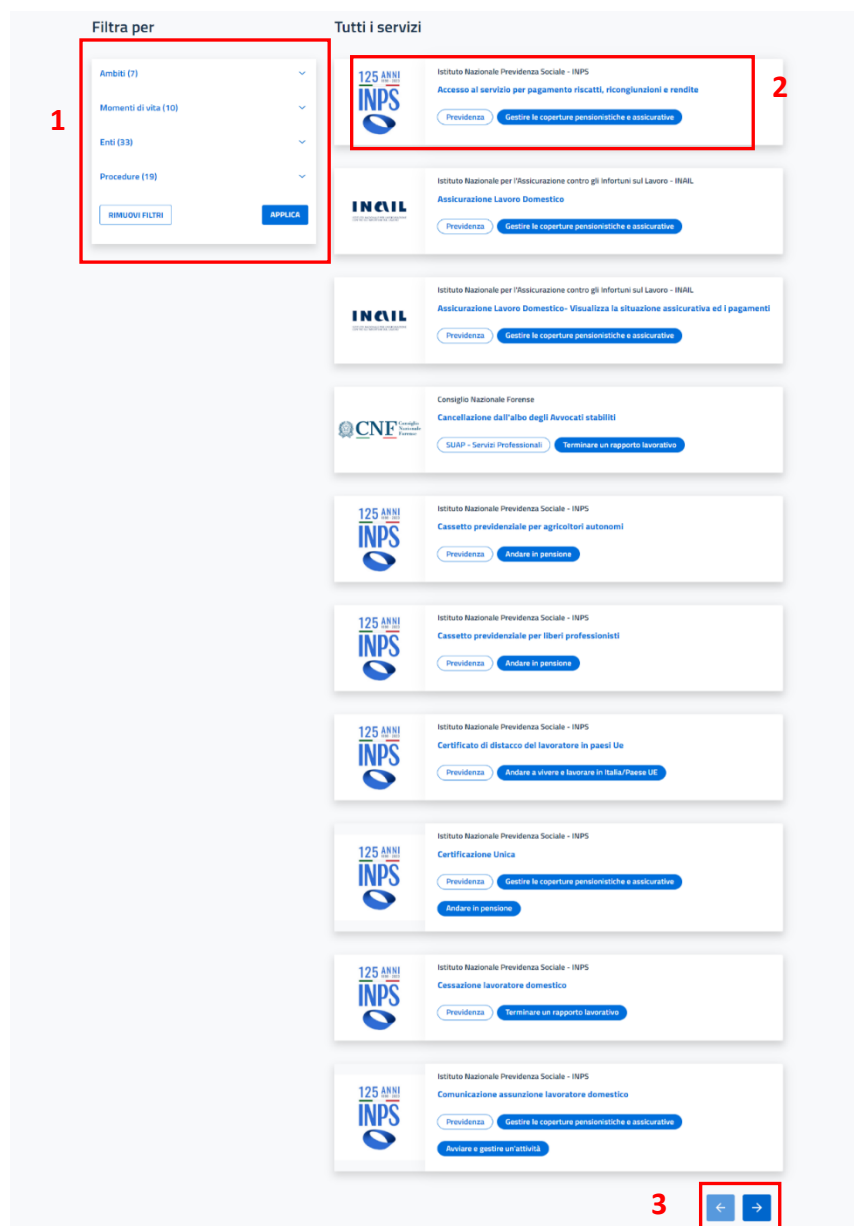 Filtra per
Tutti i servizi
1
Ambiti (7)
Momenti di vita (10)
Enti (33)
Procedure (19)
RIMUOVI FILTRI
APPLICA
2
125 ANNI
INPS
Istituto Nazionale Previdenza Sociale - INPS
Accesso al servizio per pagamento riscatti, ricongiunzioni e rendite
Previdenza
Gestire le coperture pensionistiche e assicurative
INAIL
Istituto Nazionale per l'Assicurazione contro gli Infortuni sul Lavoro - INAIL
Assicurazione Lavoro Domestico
Previdenza
Gestire le coperture pensionistiche e assicurative
INAIL
Istituto Nazionale per l'Assicurazione contro gli Infortuni sul Lavoro - INAIL
Assicurazione Lavoro Domestico- Visualizza la situazione assicurativa ed i pagamenti
Previdenza
Gestire le coperture pensionistiche e assicurative
CNF
Consiglio
Nazionale
Forense
Consiglio Nazionale Forense
Cancellazione dall'albo degli Avvocati stabiliti
SUAP - Servizi Professionali
Terminare un rapporto lavorativo
125 ANNI
INPS
Istituto Nazionale Previdenza Sociale - INPS
Cassetto previdenziale per agricoltori autonomi
Previdenza
Andare in pensione
125 ANNI
INPS
Istituto Nazionale Previdenza Sociale - INPS
Cassetto previdenziale per liberi professionisti
Previdenza
Andare in pensione
125 ANNI
INPS
Istituto Nazionale Previdenza Sociale - INPS
Certificato di distacco del lavoratore in paesi Ue
Previdenza
Andare a vivere e lavorare in Italia/Paese UE
125 ANNI
INPS
Istituto Nazionale Previdenza Sociale - INPS
Certificazione Unica
Previdenza
Gestire le coperture pensionistiche e assicurative
Andare in pensione
125 ANNI
INPS
Istituto Nazionale Previdenza Sociale - INPS
Cessazione lavoratore domestico
Previdenza
Terminare un rapporto lavorativo
125 ANNI
INPS
Istituto Nazionale Previdenza Sociale - INPS
Comunicazione assunzione lavoratore domestico
Previdenza
Gestire le coperture pensionistiche e assicurative
Avviare e gestire un'attività
3